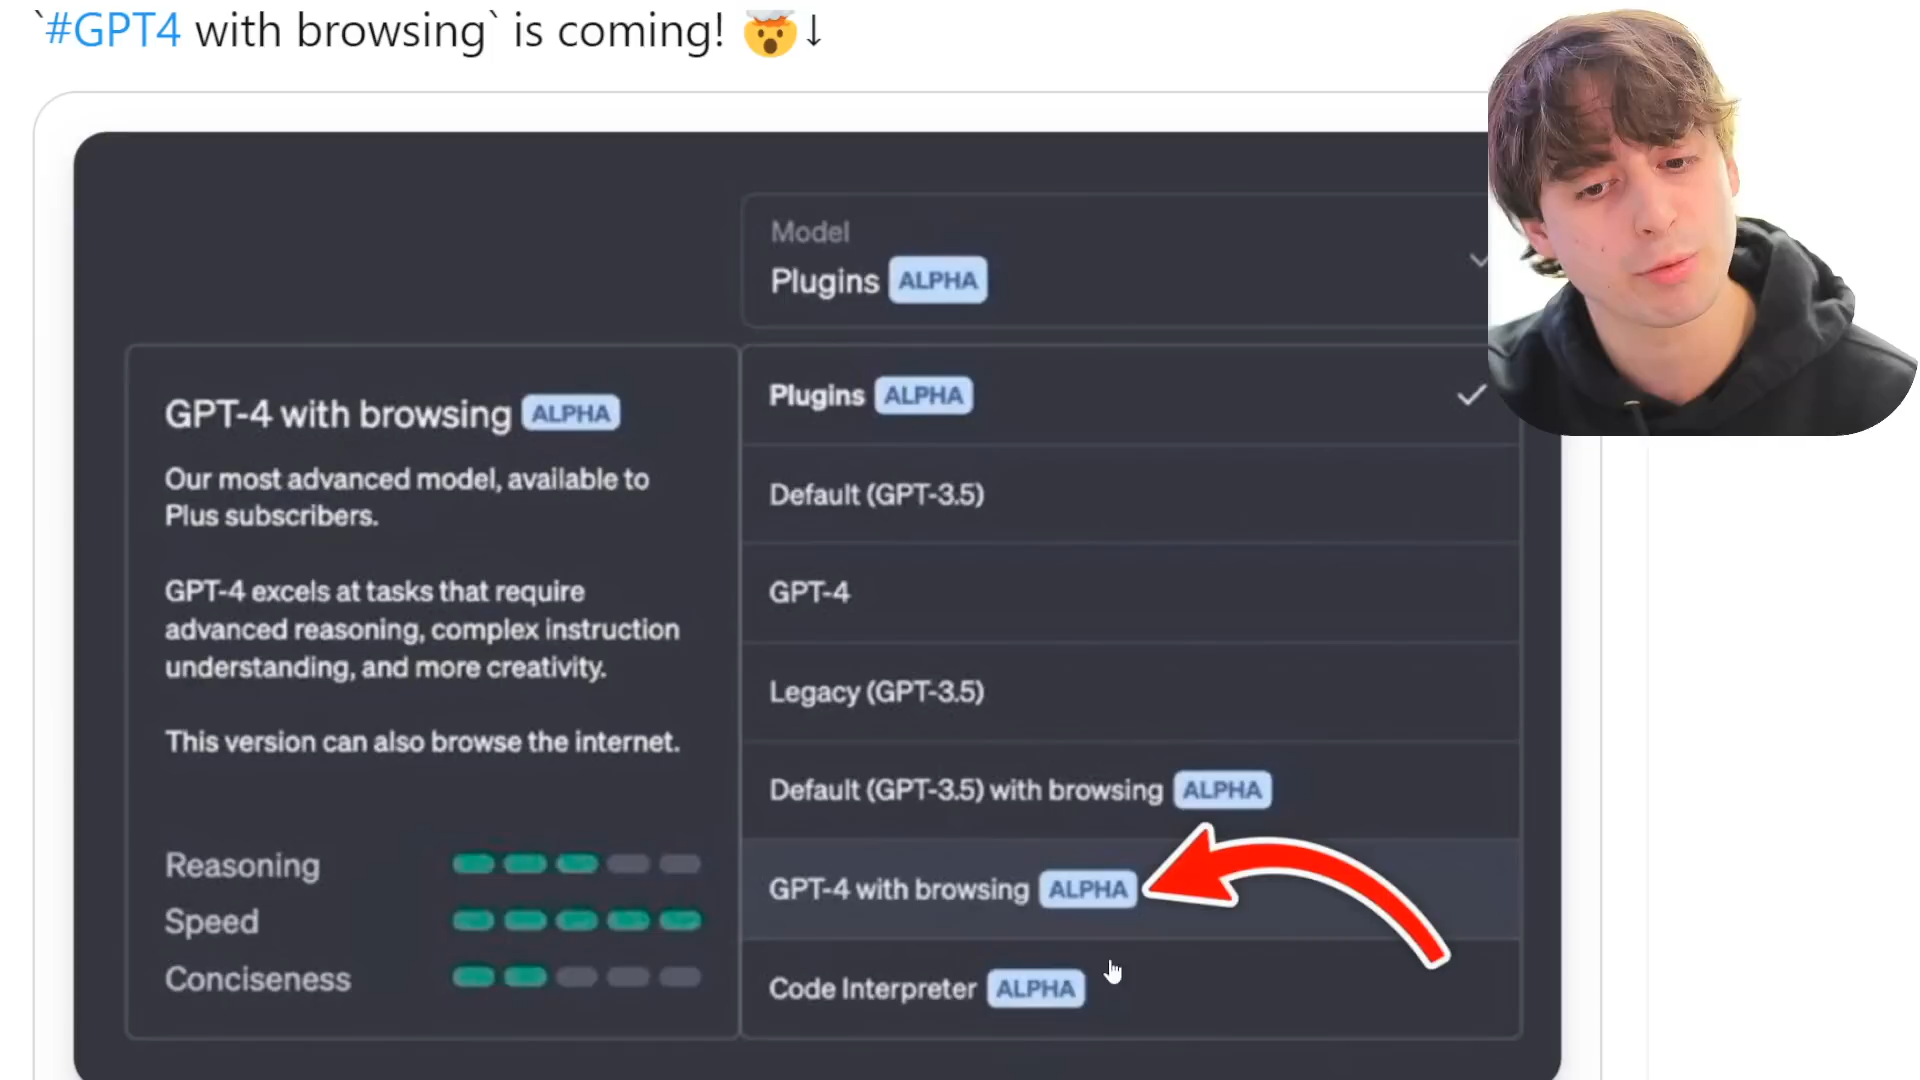 `#GPT4 with browsing` is coming! 🤯↓
Model
Plugins ALPHA
GPT-4 with browsing ALPHA
Our most advanced model, available to
Plus subscribers.
GPT-4 excels at tasks that require
advanced reasoning, complex instruction
understanding, and more creativity.
This version can also browse the internet.
Reasoning
Speed
Conciseness
Plugins ALPHA
Default (GPT-3.5)
GPT-4
Legacy (GPT-3.5)
Default (GPT-3.5) with browsing ALPHA
GPT-4 with browsing ALPHA
Code Interpreter ALPHA